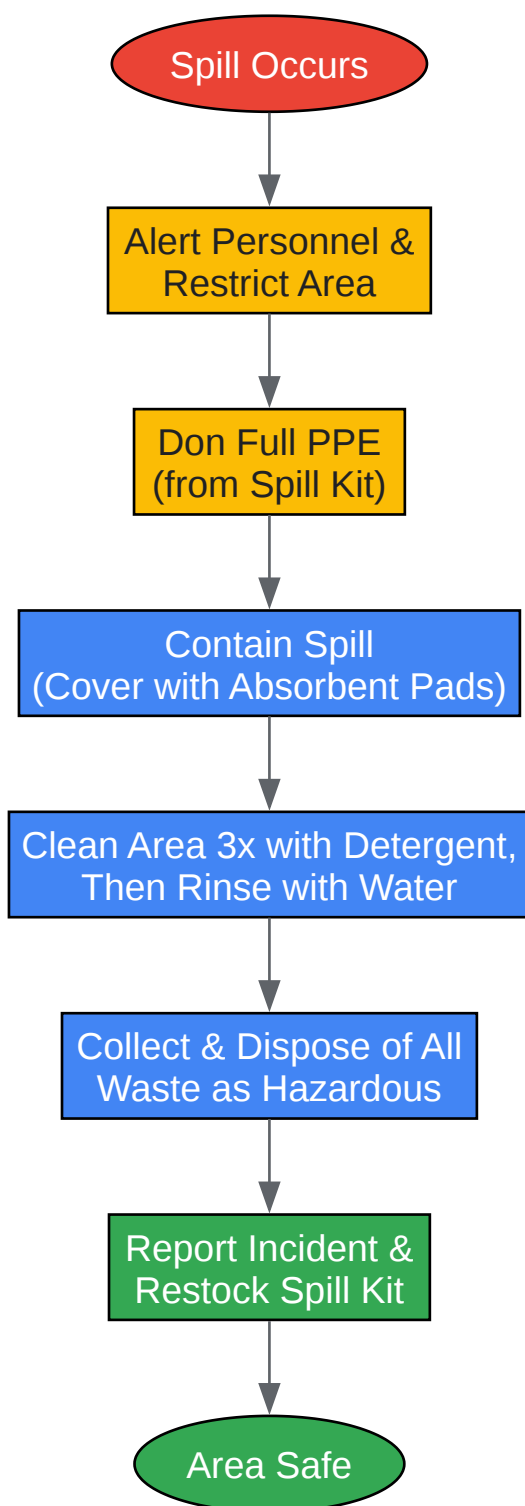 Spill Occurs
Alert Personnel &
Restrict Area
Don Full PPE
(from Spill Kit)
Contain Spill
(Cover with Absorbent Pads)
Clean Area 3x with Detergent,
Then Rinse with Water
Collect & Dispose of All
Waste as Hazardous
Report Incident &
Restock Spill Kit
Area Safe